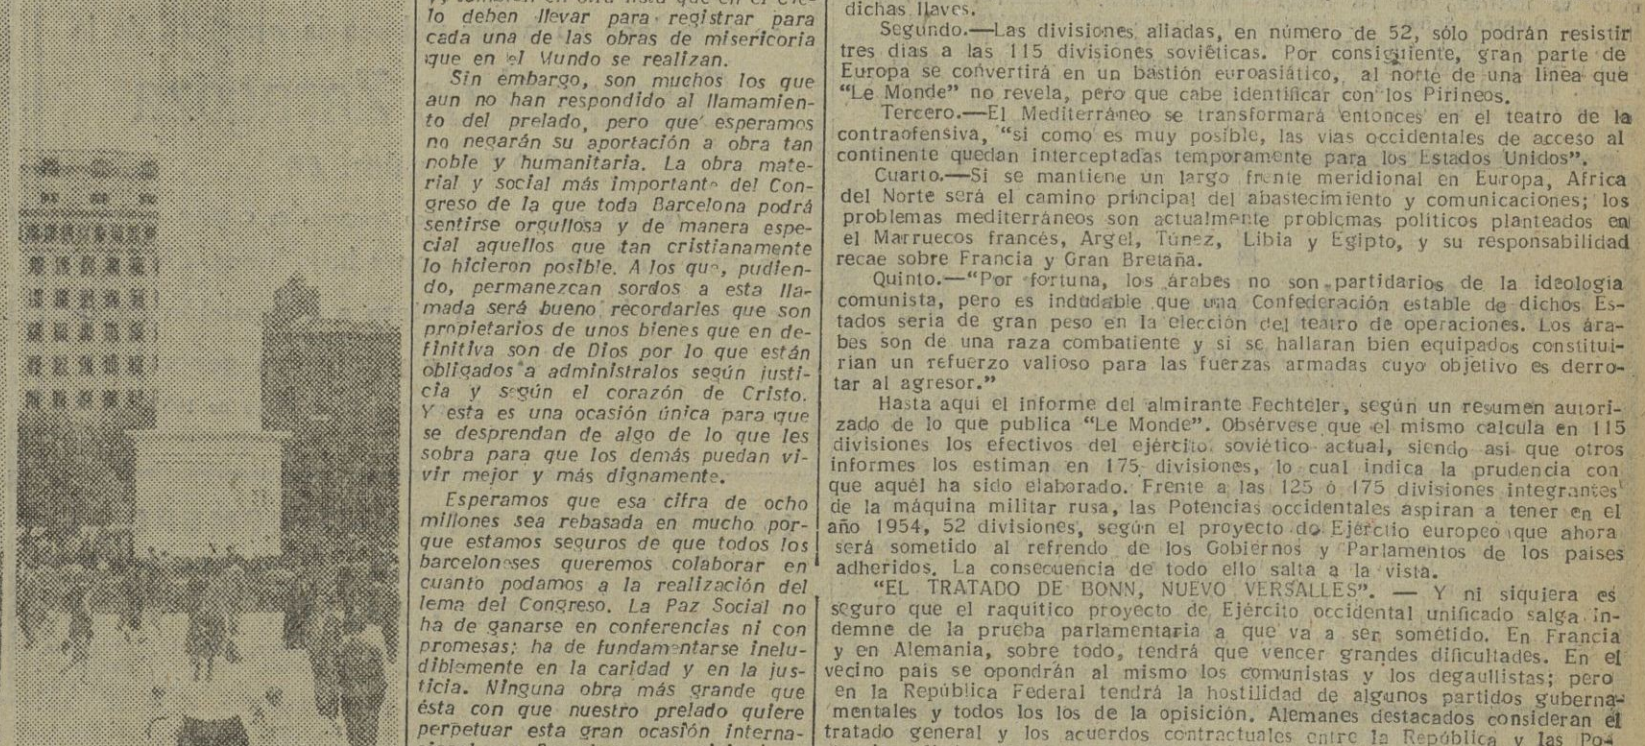 lo deben llevar para registrar para
cada una de las obras de misericoria
que en el Mundo se realizan.
Sin embargo, son muchos los que
aun no han respondido al llamamien-
to del prelado, pero que esperamos
no negarán su aportación a obra tan
noble y humanitaria. La obra mate-
rial y social más importante del Con-
greso de la que toda Barcelona podrá
sentirse orgullosa y de manera espe-
cial aquellos que tan cristianamente
lo hicieron posible. A los que, pudien-
do, permanezcan sordos a esta lla-
mada será bueno recordarles que son
propietarios de unos bienes que en de-
finitiva son de Dios por lo que están
obligados a administralos según justi-
cia y según el corazón de Cristo.
Y esta es una ocasión única para que
se desprendan de algo de lo que les
sobra para que los demás puedan vi-
vir mejor y más dignamente.
Esperamos que esa cifra de ocho
millones sea rebasada en mucho por-
que estamos seguros de que todos los
barceloneses queremos colaborar en
cuanto podamos a la realización del
lema del Congreso. La Paz Social no
ha de ganarse en conferencias ni con
promesas; ha de fundamentarse inelu-
diblemente en la caridad y en la jus-
ticia. Ninguna obra más grande que
ésta con que nuestro prelado quiere
perpetuar esta gran ocasión interna-
dichas llaves.
Segundo.—Las divisiones aliadas, en número de 52, sólo podrán resistir
tres días a las 115 divisiones soviéticas. Por consiguiente, gran parte de
Europa se convertirá en un bastión euroasiático, al norte de una línea que
"Le Monde" no revela, pero que cabe identificar con los Pirineos.
Tercero.—El Mediterráneo se transformará entonces en el teatro de la
contraofensiva, "si como es muy posible, las vías occidentales de acceso al
continente quedan interceptadas temporamente para los Estados Unidos".
Cuarto.—Si se mantiene un largo frente meridional en Europa, Africa
del Norte será el camino principal del abastecimiento y comunicaciones; los
problemas mediterráneos son actualmente problemas políticos planteados en
el Marruecos francés, Argel, Túnez, Libia y Egipto, y su responsabilidad
recae sobre Francia y Gran Bretaña.
Quinto.—"Por fortuna, los árabes no son partidarios de la ideología
comunista, pero es indudable que una Confederación estable de dichos Es-
tados sería de gran peso en la elección del teatro de operaciones. Los ára-
bes son de una raza combatiente y si se hallaran bien equipados constitui-
rían un refuerzo valioso para las fuerzas armadas cuyo objetivo es derro-
tar al agresor."
Hasta aquí el informe del almirante Fechteler, según un resumen autori-
zado de lo que publica "Le Monde". Obsérvese que el mismo calcula en 115
divisiones los efectivos del ejército soviético actual, siendo así que otros
informes los estiman en 175 divisiones, lo cual indica la prudencia con
que aquél ha sido elaborado. Frente a las 125 ó 175 divisiones integrantes
de la máquina militar rusa, las Potencias occidentales aspiran a tener en el
año 1954, 52 divisiones, según el proyecto de Ejército europeo que ahora
será sometido al refrendo de los Gobiernos y Parlamentos de los países
adheridos. La consecuencia de todo ello salta a la vista.
"EL TRATADO DE BONN, NUEVO VERSALLES". — Y ni siquiera es
seguro que el raquítico proyecto de Ejército occidental unificado salga in-
demne de la prueba parlamentaria a que va a ser sometido. En Francia
y en Alemania, sobre todo, tendrá que vencer grandes dificultades. En el
vecino país se opondrán al mismo los comunistas y los degaullistas; pero
en la República Federal tendrá la hostilidad de algunos partidos guberna-
mentales y todos los los de la opisición. Alemanes destacados consideran el
tratado general y los acuerdos contractuales entre la República y las Po-